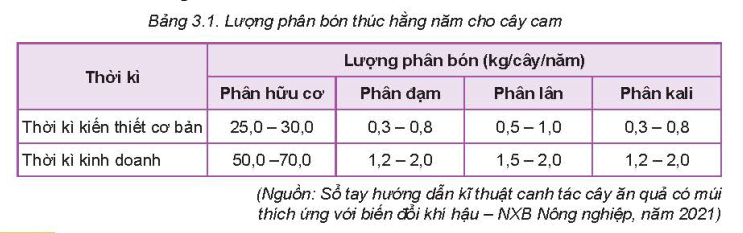 Bảng 3.1. Lượng phân bón thúc hằng năm cho cây cam
Thời kì
Lượng phân bón (kg/cây/năm)
Phân hữu cơ Phân đạm Phân lân Phân kali
Thời kì kiến thiết cơ bản 25,0 – 30,0 0,3 – 0,8 0,5 – 1,0 0,3 – 0,8
Thời kì kinh doanh 50,0 –70,0 1,2 – 2,0 1,5 – 2,0 1,2 – 2,0
(Nguồn: Sổ tay hướng dẫn kĩ thuật canh tác cây ăn quả có múi
thích ứng với biến đổi khí hậu – NXB Nông nghiệp, năm 2021)